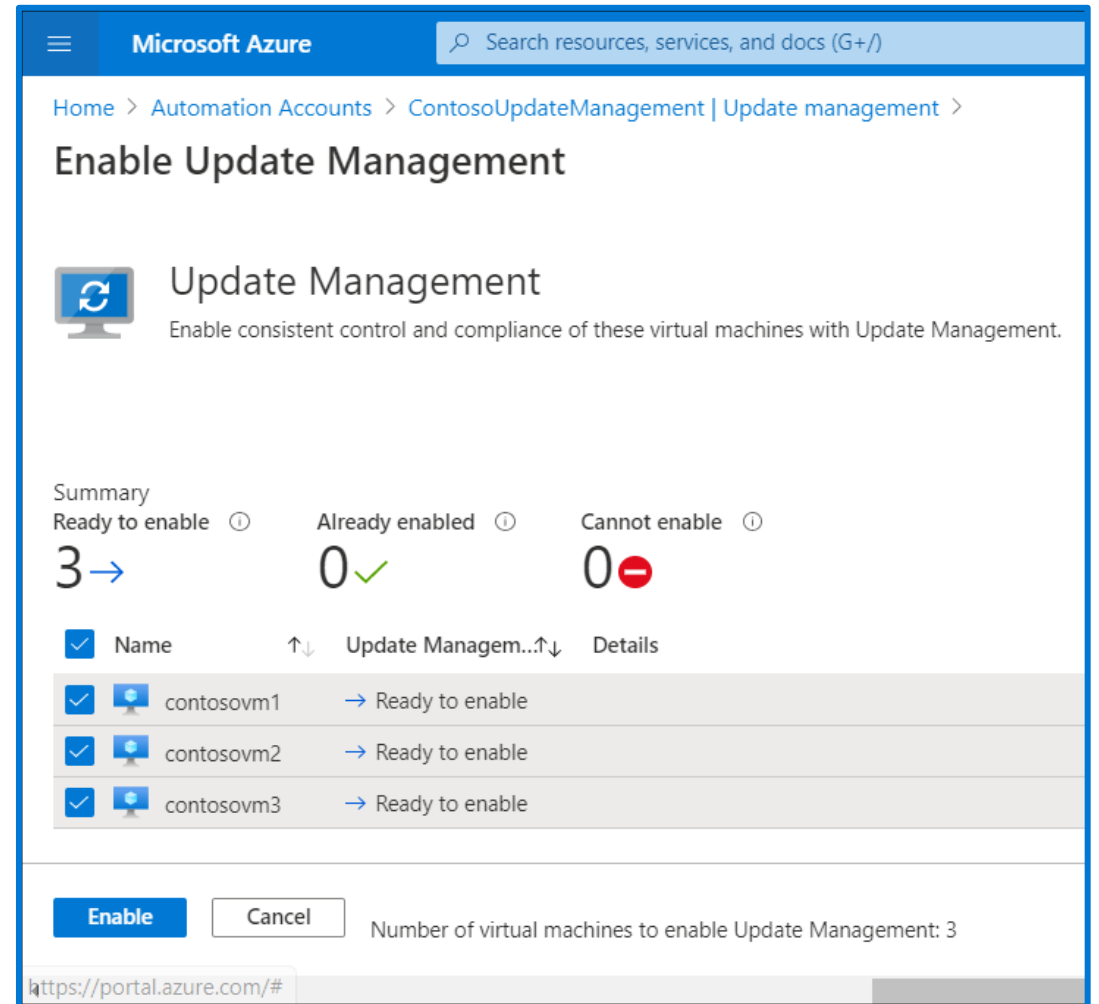 Microsoft Azure
Search resources, services, and docs (G+/)
Home > Automation Accounts > ContosoUpdateManagement | Update management >
Enable Update Management
Update Management
Enable consistent control and compliance of these virtual machines with Update Management.
Summary
Ready to enable Already enabled Cannot enable
3 0 0
Name Update Managem... Details
contosovm1 Ready to enable
contosovm2 Ready to enable
contosovm3 Ready to enable
Enable Cancel Number of virtual machines to enable Update Management: 3
https://portal.azure.com/#